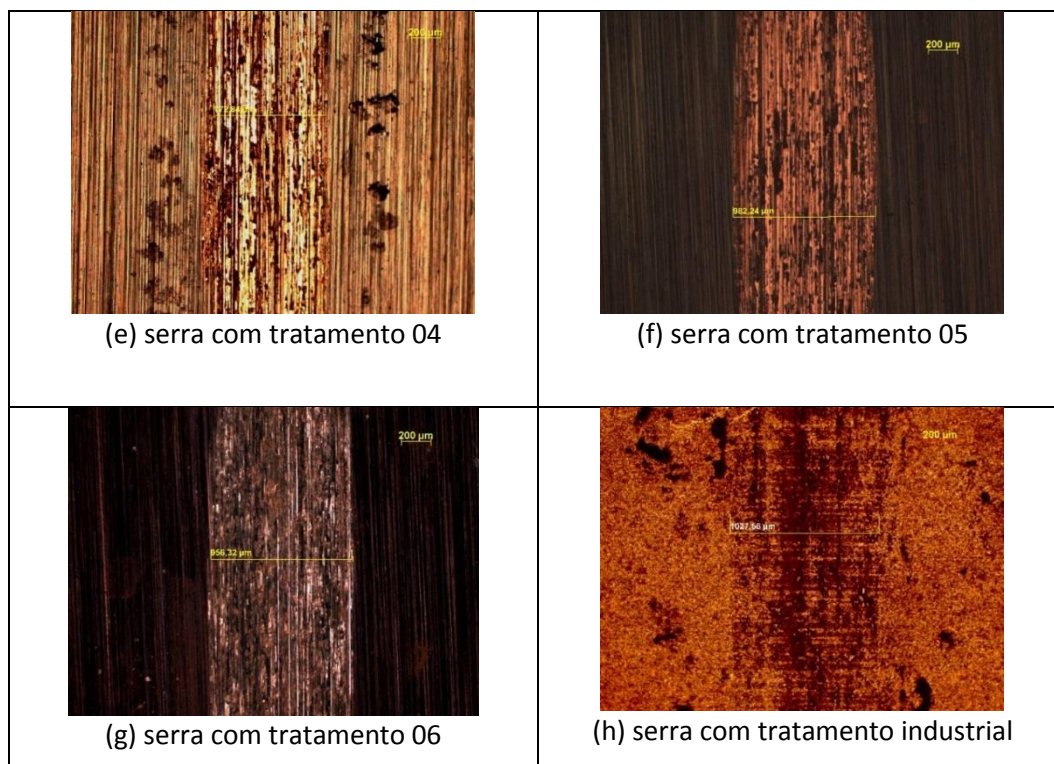 200 µm
200 µm
982,24 µm
(e) serra com tratamento 04
(f) serra com tratamento 05
200 µm
200 µm
956,32 µm
1027,56 µm
(g) serra com tratamento 06
(h) serra com tratamento industrial